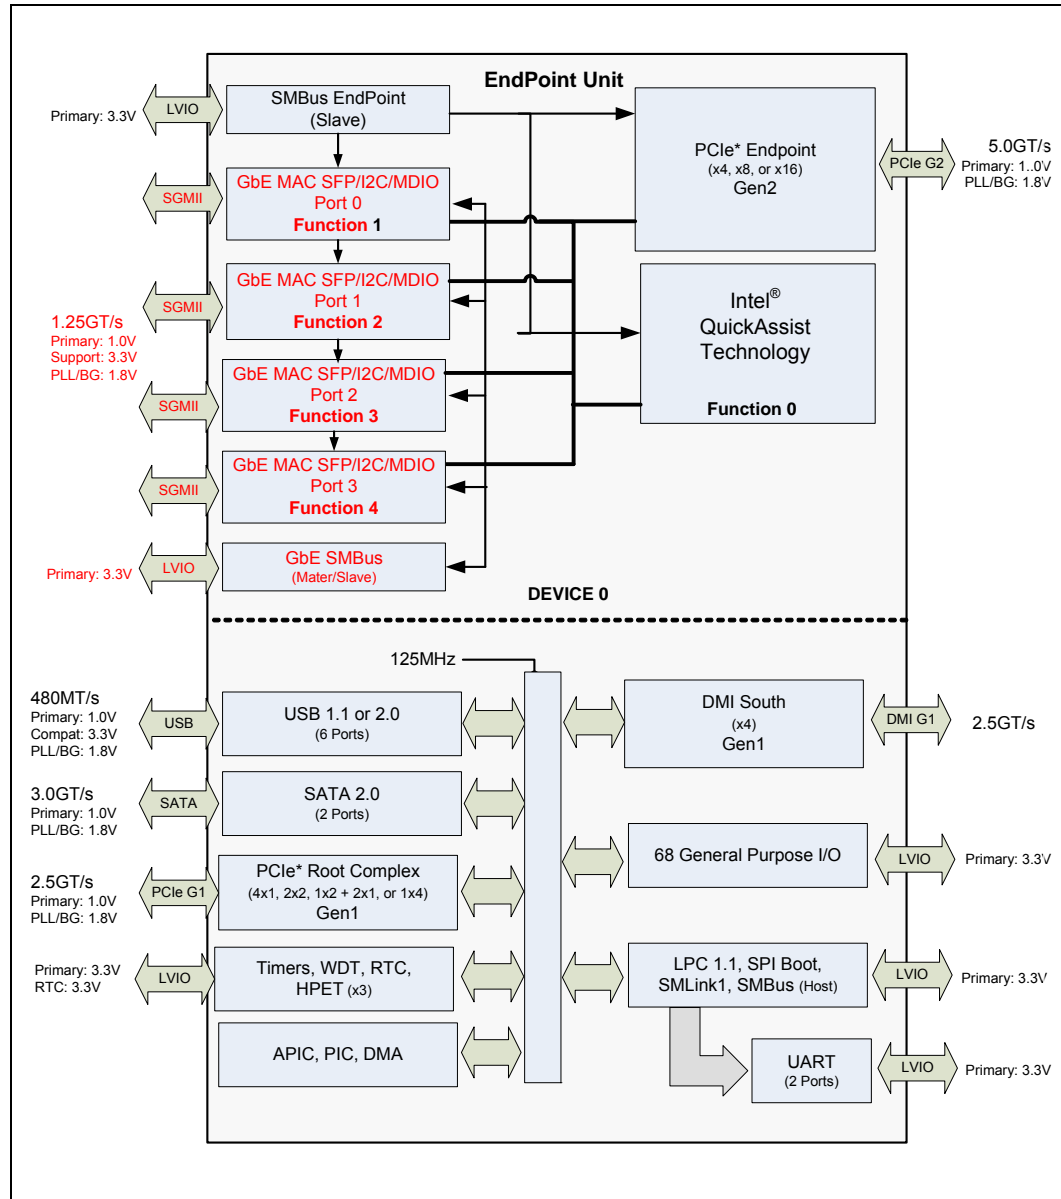 EndPoint Unit
Primary: 3.3V
LVIO
SMBus EndPoint
(Slave)
PCIe* Endpoint
(x4, x8, or x16)
Gen2
PCIe G2
5.0GT/s
Primary: 1..0V
PLL/BG: 1.8V
SGMII
GbE MAC SFP/I2C/MDIO
Port 0
Function 1
SGMII
GbE MAC SFP/I2C/MDIO
Port 1
Function 2
Intel®
QuickAssist
Technology
Function 0
1.25GT/s
Primary: 1.0V
Support: 3.3V
PLL/BG: 1.8V
SGMII
GbE MAC SFP/I2C/MDIO
Port 2
Function 3
SGMII
GbE MAC SFP/I2C/MDIO
Port 3
Function 4
Primary: 3.3V
LVIO
GbE SMBus
(Mater/Slave)
DEVICE 0
125MHz
480MT/s
Primary: 1.0V
Compat: 3.3V
PLL/BG: 1.8V
USB
USB 1.1 or 2.0
(6 Ports)
DMI South
(x4)
Gen1
DMI G1
2.5GT/s
3.0GT/s
Primary: 1.0V
PLL/BG: 1.8V
SATA
SATA 2.0
(2 Ports)
68 General Purpose I/O
LVIO
Primary: 3.3V
2.5GT/s
Primary: 1.0V
PLL/BG: 1.8V
PCIe G1
PCIe* Root Complex
(4x1, 2x2, 1x2 + 2x1, or 1x4)
Gen1
Primary: 3.3V
RTC: 3.3V
LVIO
Timers, WDT, RTC,
HPET (x3)
LPC 1.1, SPI Boot,
SMLink1, SMBus (Host)
LVIO
Primary: 3.3V
APIC, PIC, DMA
UART
(2 Ports)
LVIO
Primary: 3.3V